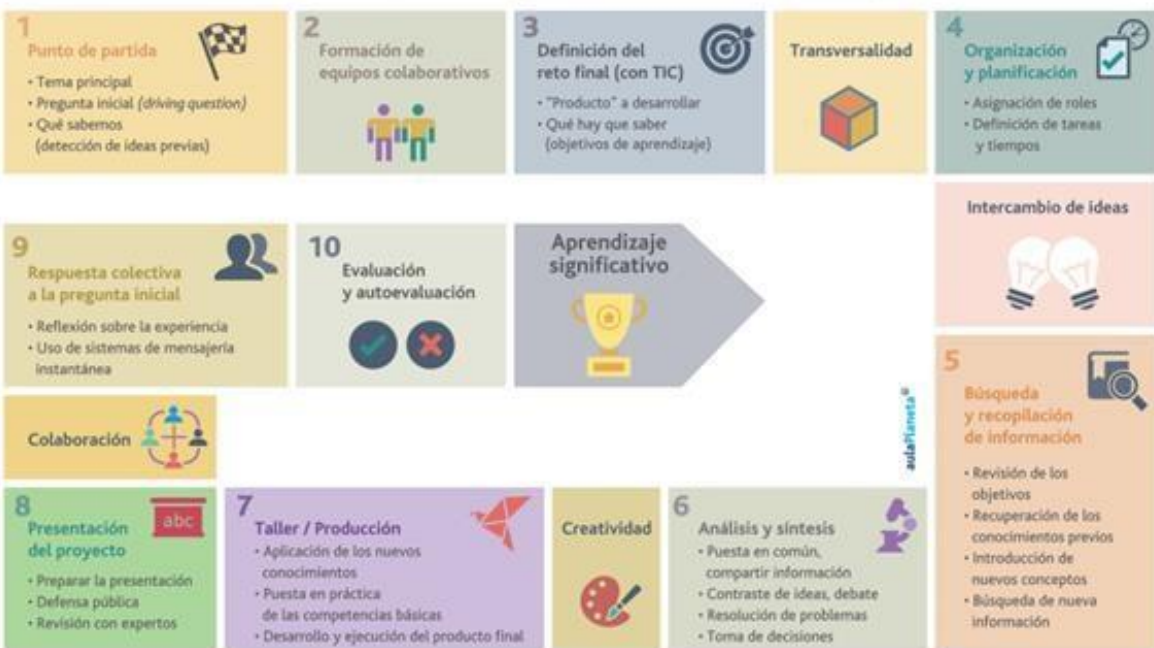 1
Punto de partida
• Tema principal
• Pregunta inicial (driving question)
• Qué sabemos
(detección de ideas previas)
2
Formación de
equipos colaborativos
3
Definición del
reto final (con TIC)
• "Producto" a desarrollar
• Qué hay que saber
(objetivos de aprendizaje)
Transversalidad
4
Organización
y planificación
• Asignación de roles
• Definición de tareas
y tiempos
Intercambio de ideas
5
Búsqueda
y recopilación
de información
• Revisión de los
objetivos
• Recuperación de los
conocimientos previos
• Introducción de
nuevos conceptos
• Búsqueda de nueva
información
6
Análisis y síntesis
• Puesta en común,
compartir información
• Contraste de ideas, debate
• Resolución de problemas
• Toma de decisiones
Creatividad
7
Taller / Producción
• Aplicación de los nuevos
conocimientos
• Puesta en práctica
de las competencias básicas
• Desarrollo y ejecución del producto final
8
Presentación
del proyecto
abc
• Preparar la presentación
• Defensa pública
• Revisión con expertos
Colaboración
9
Respuesta colectiva
a la pregunta inicial
• Reflexión sobre la experiencia
• Uso de sistemas de mensajería
instantánea
10
Evaluación
y autoevaluación
Aprendizaje
significativo
aulaPlaneta